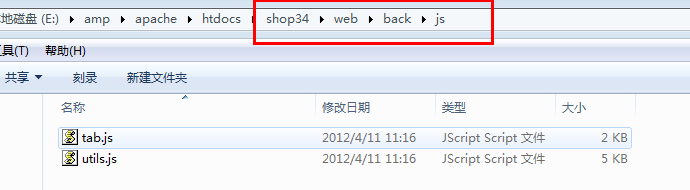 地磁盘 (E:) amp apache htdocs shop34 web back js
工具(T) 帮助(H)
共享 刻录 新建文件夹
名称 修改日期 类型 大小
tab.js 2012/4/11 11:16 JScript Script 文件 2 KB
utils.js 2012/4/11 11:16 JScript Script 文件 5 KB